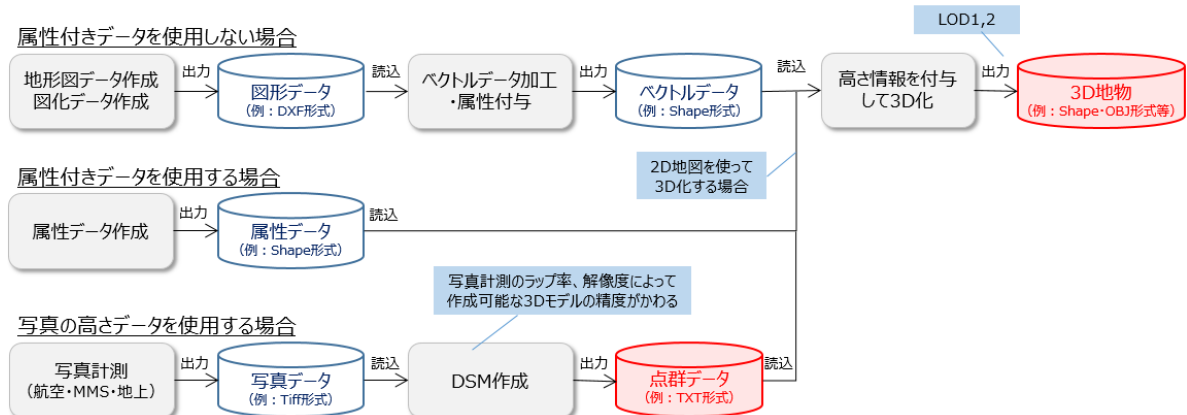 LOD1,2
属性付きデータを使用しない場合
地形図データ作成
図化データ作成
出力
図形データ
（例：DXF形式）
読込
ベクトルデータ加工
・属性付与
出力
ベクトルデータ
（例：Shape形式）
読込
高さ情報を付与
して3D化
出力
3D地物
（例：Shape・OBJ形式等）
2D地図を使って
3D化する場合
属性付きデータを使用する場合
属性データ作成
出力
属性データ
（例：Shape形式）
読込
写真計測のラップ率、解像度によって
作成可能な3Dモデルの精度がかわる
写真の高さデータを使用する場合
写真計測
（航空・MMS・地上）
出力
写真データ
（例：Tiff形式）
読込
DSM作成
出力
点群データ
（例：TXT形式）
読込